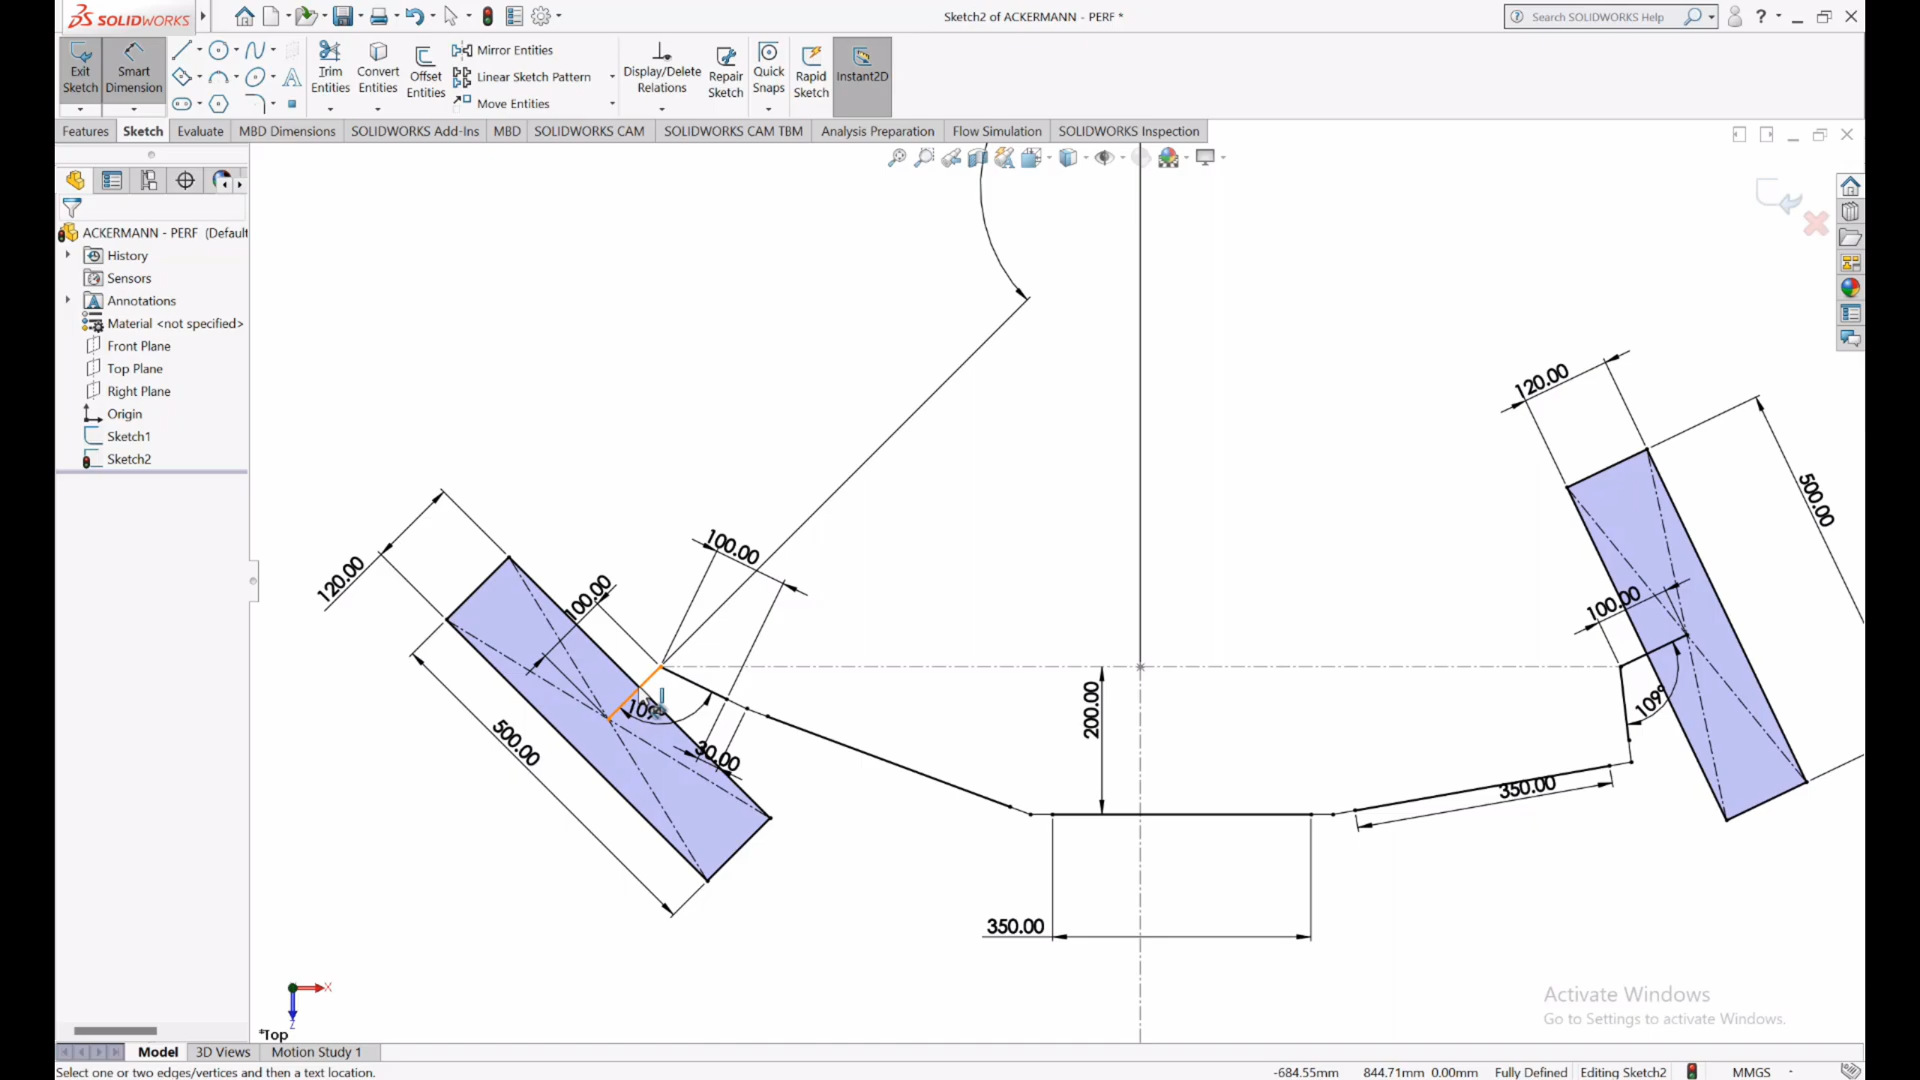 SOLIDWORKS
Sketch2 of ACKERMANN - PERF *
Search SOLIDWORKS Help
Exit Sketch
Smart Dimension
Trim Entities
Convert Entities
Offset Entities
Mirror Entities
Linear Sketch Pattern
Move Entities
Display/Delete Relations
Repair Sketch
Quick Snaps
Rapid Sketch
Instant2D
Features
Sketch
Evaluate
MBD Dimensions
SOLIDWORKS Add-Ins
MBD
SOLIDWORKS CAM
SOLIDWORKS CAM TBM
Analysis Preparation
Flow Simulation
SOLIDWORKS Inspection
ACKERMANN - PERF (Default
History
Sensors
Annotations
Material <not specified>
Front Plane
Top Plane
Right Plane
Origin
Sketch1
Sketch2
120.00
500.00
100.00
109°
120.00
100.00
100.00
30.00
500.00
200.00
350.00
350.00
X
Z
*Top
Activate Windows
Go to Settings to activate Windows.
Model
3D Views
Motion Study 1
Select one or two edges/vertices and then a text location.
-684.55mm
844.71mm
0.00mm
Fully Defined
Editing Sketch2
MMGS